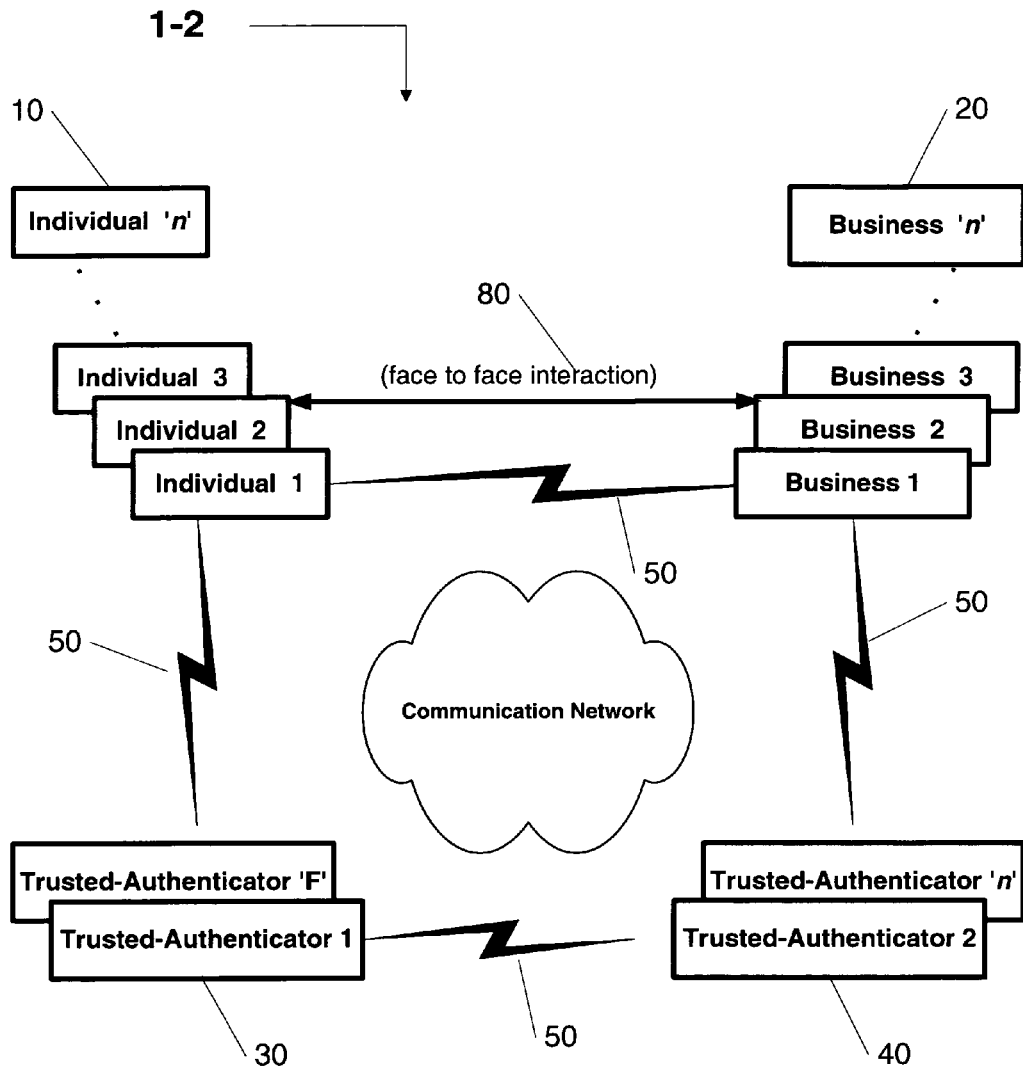 1-2
10
20
Individual 'n'
Business 'n'
80
(face to face interaction)
Individual 3
Business 3
Individual 2
Business 2
Individual 1
Business 1
50
50
50
Communication Network
Trusted-Authenticator 'F'
Trusted-Authenticator 'n'
Trusted-Authenticator 1
Trusted-Authenticator 2
50
30
40